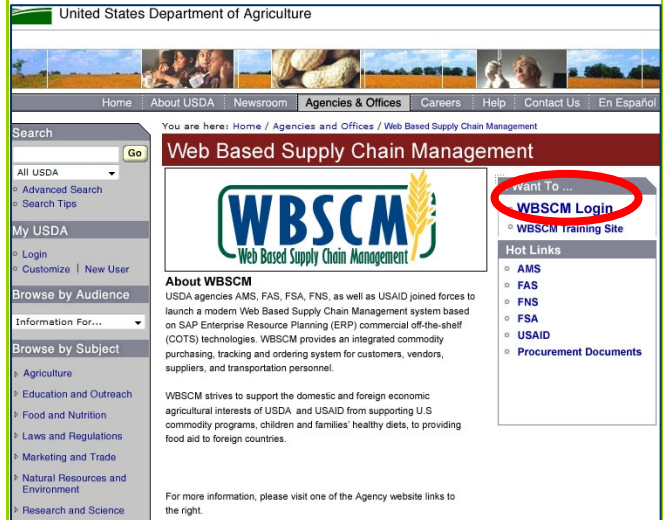 United States Department of Agriculture
Home
About USDA
Newsroom
Agencies & Offices
Careers
Help
Contact Us
En Español
Search
Go
All USDA
Advanced Search
Search Tips
My USDA
Login
Customize | New User
Browse by Audience
Information For...
Browse by Subject
Agriculture
Education and Outreach
Food and Nutrition
Laws and Regulations
Marketing and Trade
Natural Resources and
Environment
Research and Science
You are here: Home / Agencies and Offices / Web Based Supply Chain Management
Web Based Supply Chain Management
WBSCM
Web Based Supply Chain Management
About WBSCM
USDA agencies AMS, FAS, FSA, FNS, as well as USAID joined forces to
launch a modern Web Based Supply Chain Management system based
on SAP Enterprise Resource Planning (ERP) commercial off-the-shelf
(COTS) technologies. WBSCM provides an integrated commodity
purchasing, tracking and ordering system for customers, vendors,
suppliers, and transportation personnel.
WBSCM strives to support the domestic and foreign economic
agricultural interests of USDA and USAID from supporting U.S
commodity programs, children and families' healthy diets, to providing
food aid to foreign countries.
For more information, please visit one of the Agency website links to
the right.
Want To ...
WBSCM Login
WBSCM Training Site
Hot Links
AMS
FAS
FNS
FSA
USAID
Procurement Documents